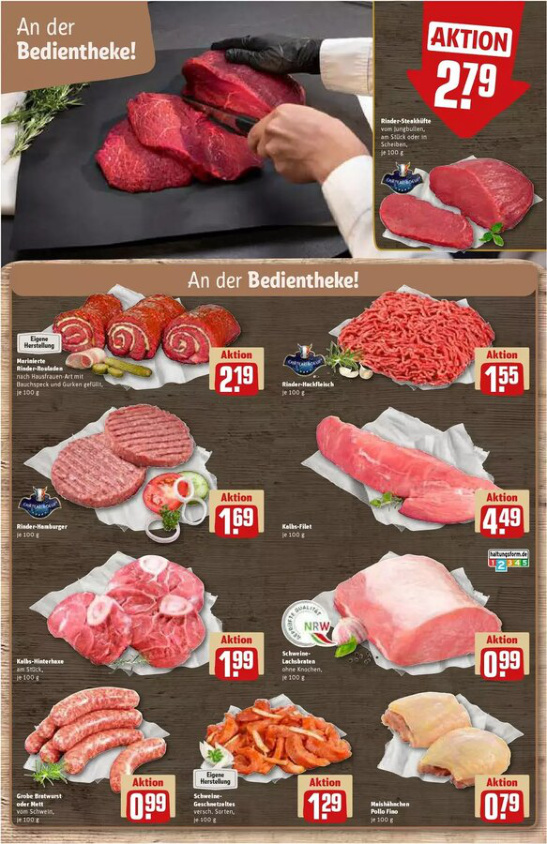 An der
Bedientheke!
AKTION
2.79
Rinder-Steakhüfte
vom Jungbullen,
am Stück oder in
Scheiben,
je 100 g
An der Bedientheke!
Eigene
Herstellung
Marinierte
Rinder-Rouladen
nach Hausfrauen-Art mit
Bauchspeck und Gurken gefüllt,
je 100 g
Aktion
2.19
Rinder-Hackfleisch
je 100 g
Aktion
1.55
Rinder-Hamburger
je 100 g
Aktion
1.69
Kalbs-Filet
je 100 g
Aktion
4.49
haltungsform.de
1 2 3 4 5
Kalbs-Hinterhaxe
am Stück,
je 100 g
Aktion
1.99
GEPRÜFTE QUALITÄT
NRW
Schweine-
Lachsbraten
ohne Knochen,
je 100 g
Aktion
0.99
Grobe Bratwurst
oder Mett
vom Schwein,
je 100 g
Aktion
0.99
Eigene
Herstellung
Schweine-
Geschnetzeltes
versch. Sorten,
je 100 g
Aktion
1.29
Maishähnchen
Pollo Fino
je 100 g
Aktion
0.79